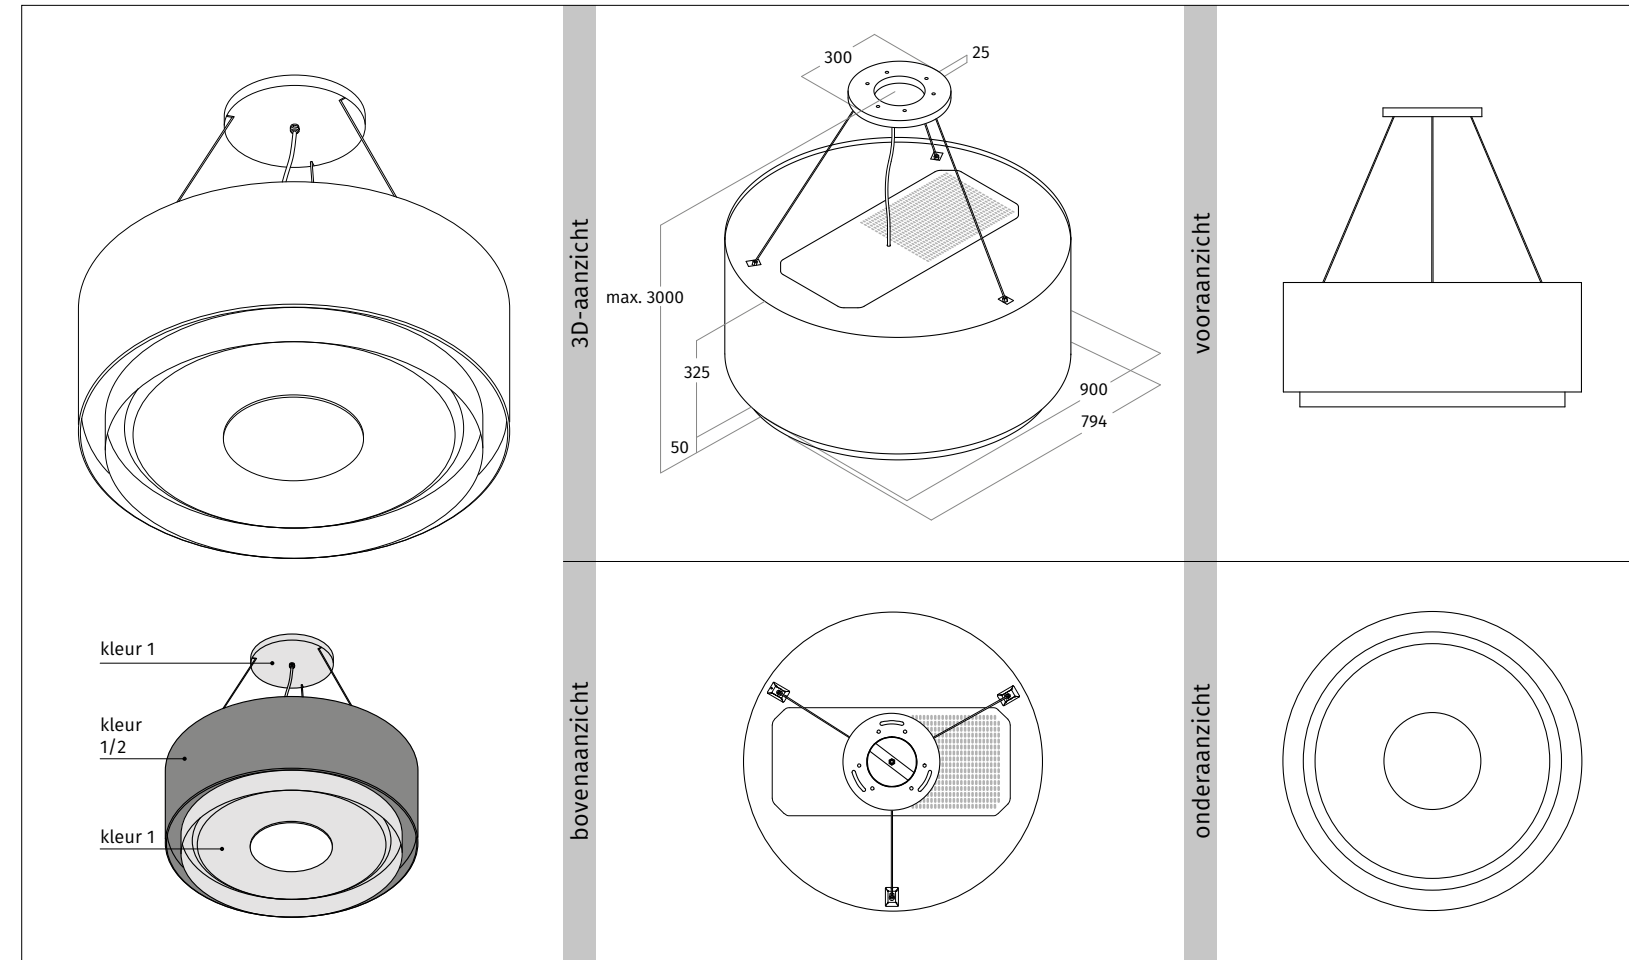 kleur 1
kleur
1/2
kleur 1
3D-aanzicht
300
25
max. 3000
325
50
900
794
vooraanzicht
bovenaanzicht
onderaanzicht